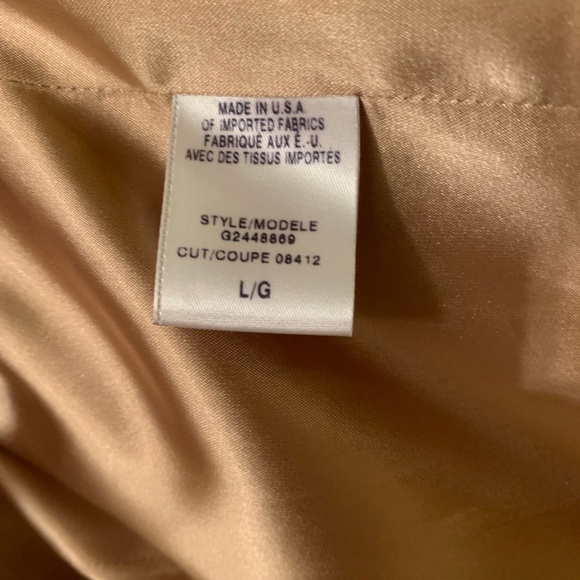 MADE IN U.S.A.
OF IMPORTED FABRICS
FABRIQUÉ AUX É.-U.
AVEC DES TISSUS IMPORTÉS
STYLE/MODELE
G2448869
CUT/COUPE 08412
L/G